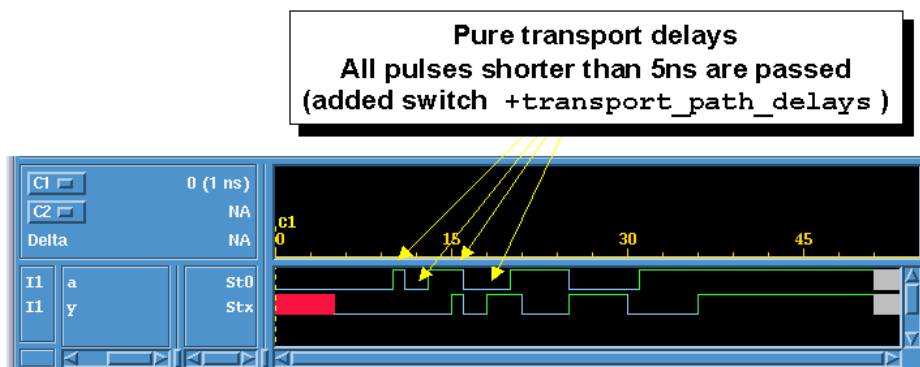 Pure transport delays
All pulses shorter than 5ns are passed
(added switch +transport_path_delays )
C1 0 (1 ns)
C2 NA
Delta NA
C1
0 15 30 45
I1 a St0
I1 y Stx